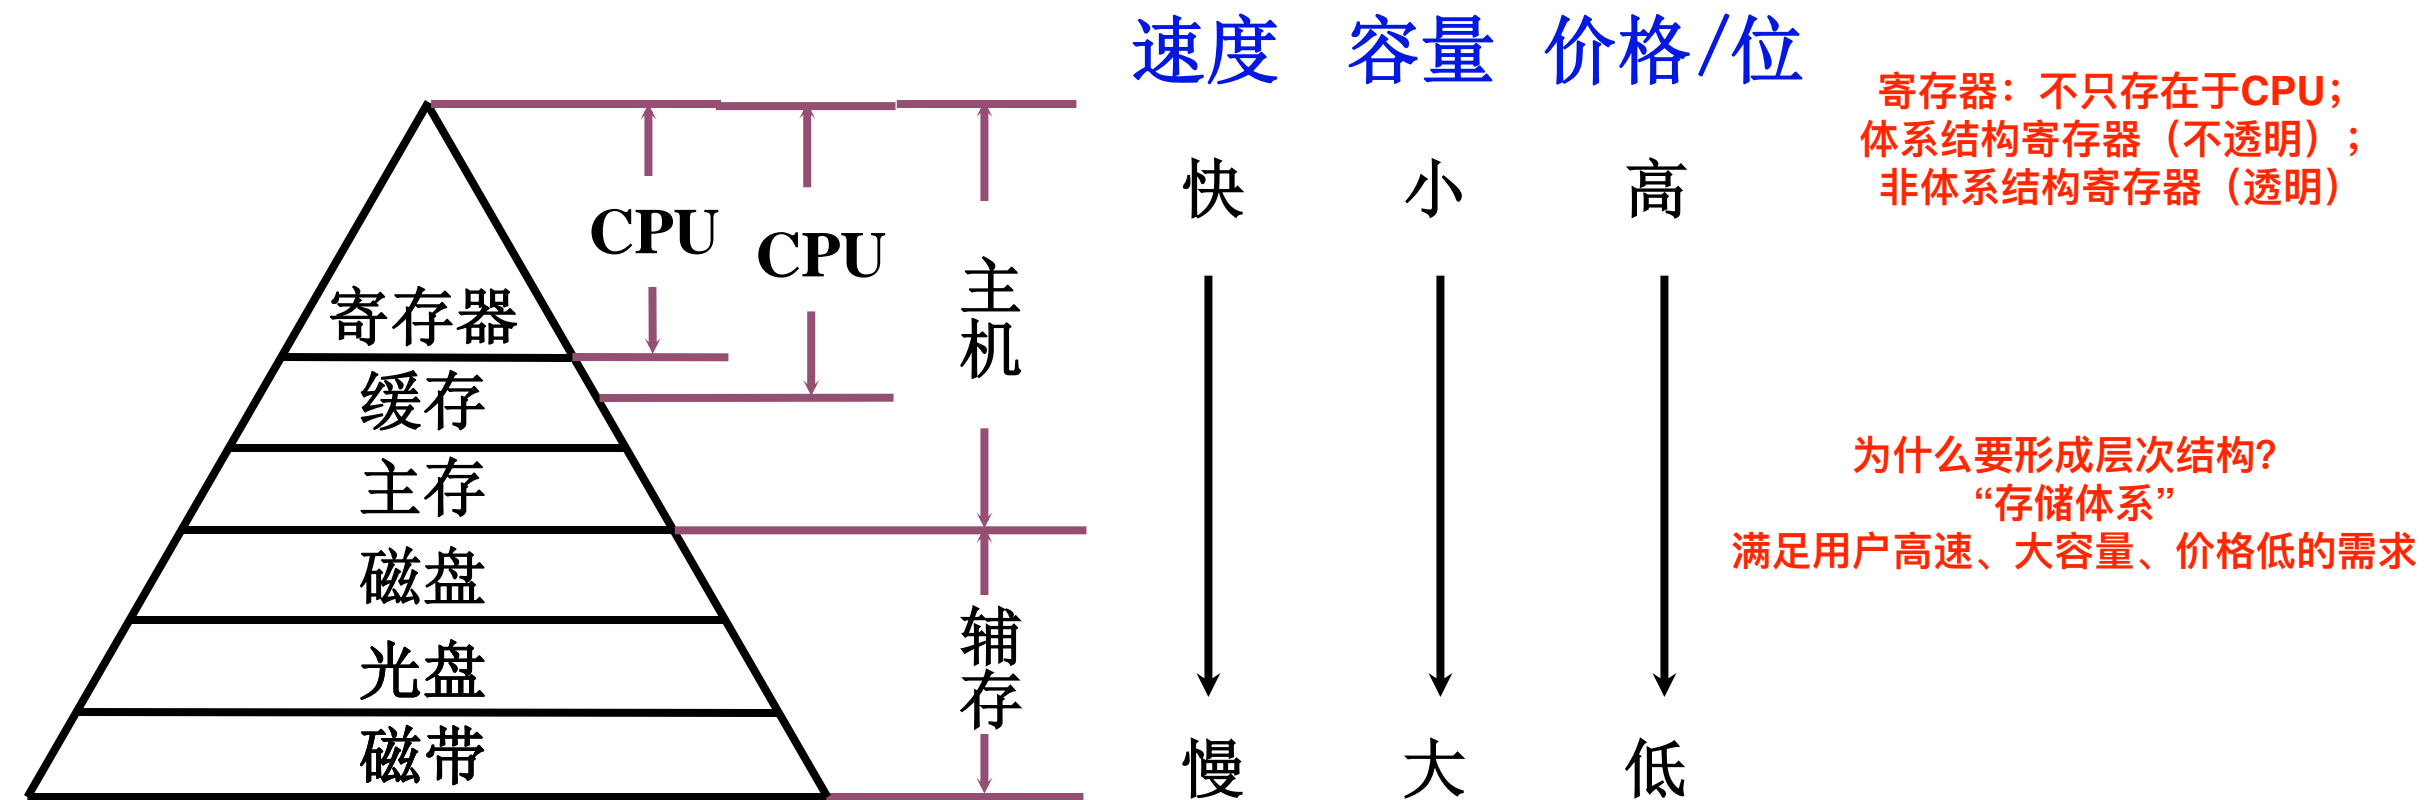 速度 容量 价格/位
寄存器：不只存在于CPU；
体系结构寄存器（不透明）；
非体系结构寄存器（透明）
快 小 高
CPU
CPU
主机
寄存器
缓存
主存
为什么要形成层次结构?
“存储体系”
满足用户高速、大容量、价格低的需求
磁盘
辅存
光盘
磁带
慢 大 低